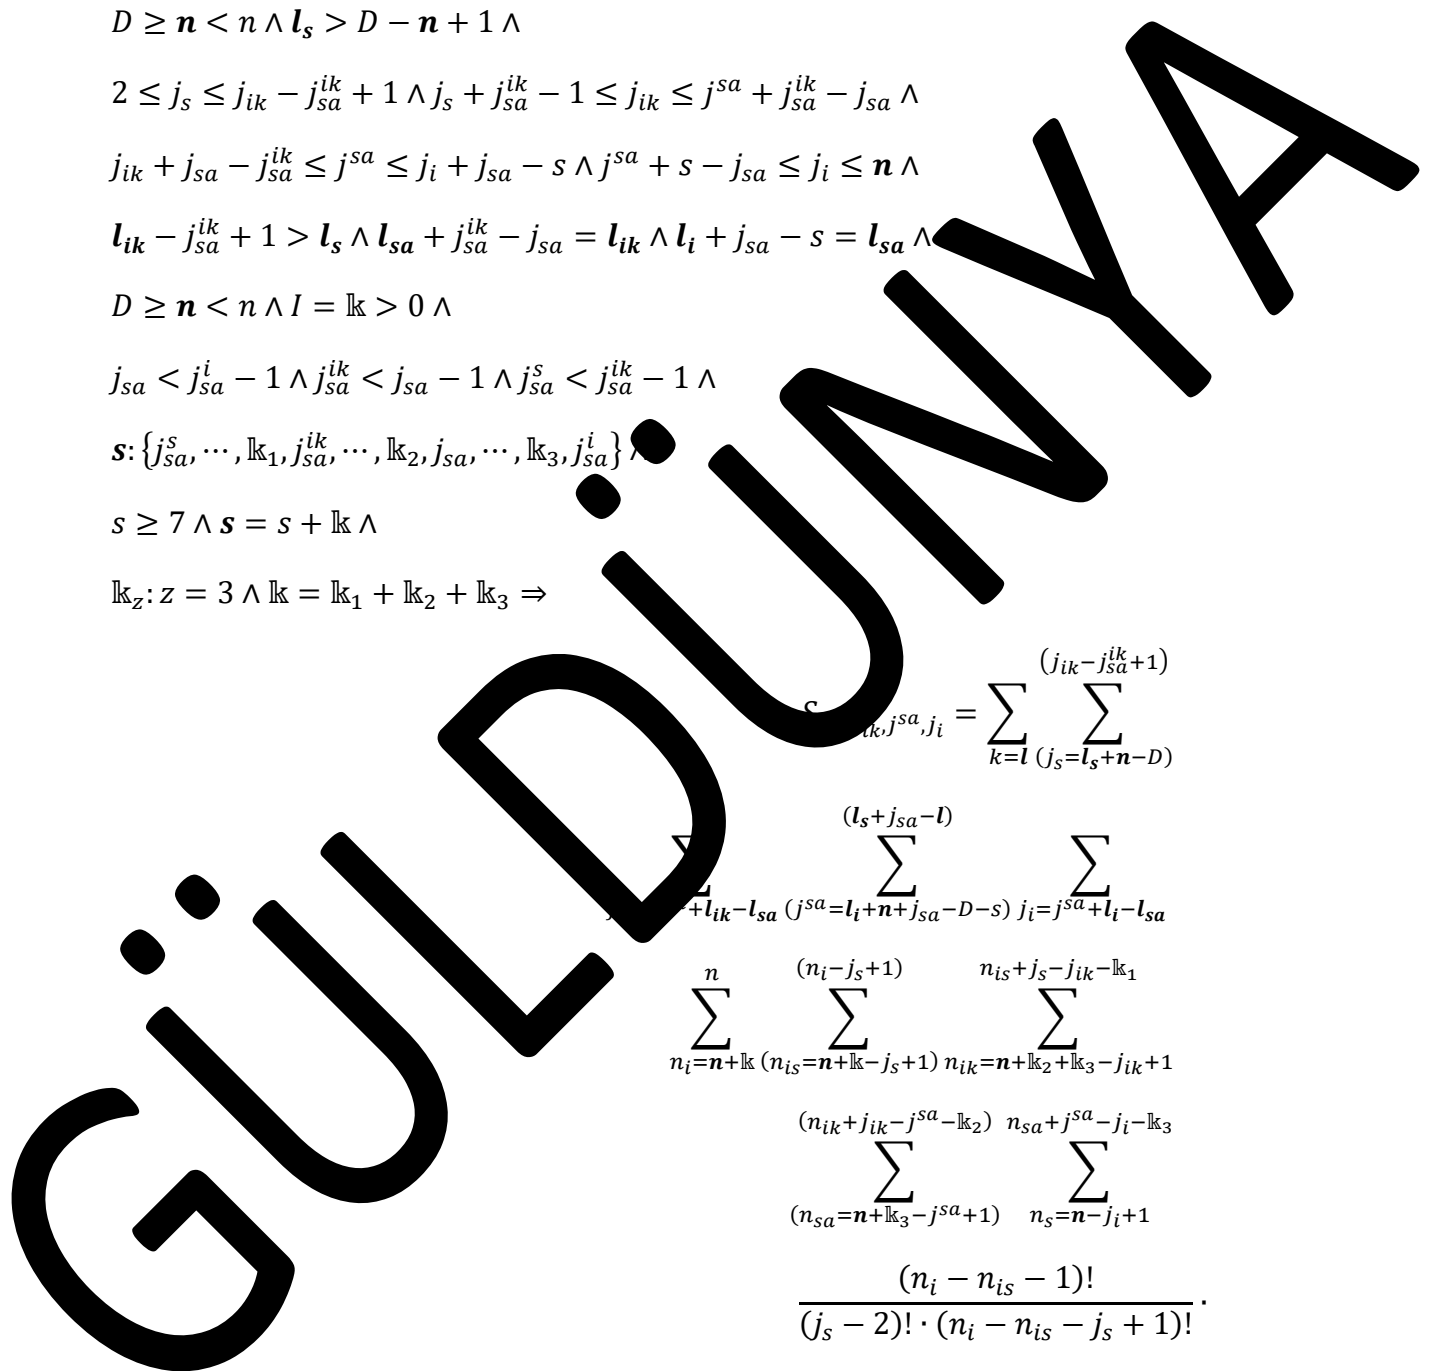 D ≥ 𝒏 < n ∧ 𝒍_𝒔 > D − 𝒏 + 1 ∧
2 ≤ j_s ≤ j_{ik} − j_{sa}^{ik} + 1 ∧ j_s + j_{sa}^{ik} − 1 ≤ j_{ik} ≤ j^{sa} + j_{sa}^{ik} − j_{sa} ∧
j_{ik} + j_{sa} − j_{sa}^{ik} ≤ j^{sa} ≤ j_i + j_{sa} − s ∧ j^{sa} + s − j_{sa} ≤ j_i ≤ 𝒏 ∧
𝒍_{𝒊𝒌} − j_{sa}^{ik} + 1 > 𝒍_𝒔 ∧ 𝒍_{𝒔𝒂} + j_{sa}^{ik} − j_{sa} = 𝒍_{𝒊𝒌} ∧ 𝒍_𝒊 + j_{sa} − s = 𝒍_{𝒔𝒂} ∧
D ≥ 𝒏 < n ∧ I = 𝕜 > 0 ∧
j_{sa} < j_{sa}^i − 1 ∧ j_{sa}^{ik} < j_{sa} − 1 ∧ j_{sa}^s < j_{sa}^{ik} − 1 ∧
𝒔: {j_{sa}^s, ⋯, 𝕜_1, j_{sa}^{ik}, ⋯, 𝕜_2, j_{sa}, ⋯, 𝕜_3, j_{sa}^i} ∧
s ≥ 7 ∧ 𝒔 = s + 𝕜 ∧
𝕜_z: z = 3 ∧ 𝕜 = 𝕜_1 + 𝕜_2 + 𝕜_3 ⇒
_{ik,j^{sa},j_i} = ∑_{k=𝒍} ∑_{(j_s=𝒍_𝒔+𝒏−D)}^{(j_{ik}−j_{sa}^{ik}+1)}
∑_{+𝒍_{𝒊𝒌}−𝒍_{𝒔𝒂}} ∑_{(j^{sa}=𝒍_𝒊+𝒏+j_{sa}−D−s)}^{(𝒍_𝒔+j_{sa}−𝒍)} ∑_{j_i=j^{sa}+𝒍_𝒊−𝒍_{𝒔𝒂}}
∑_{n_i=𝒏+𝕜}^{n} ∑_{(n_{is}=𝒏+𝕜−j_s+1)}^{(n_i−j_s+1)} ∑_{n_{ik}=𝒏+𝕜_2+𝕜_3−j_{ik}+1}^{n_{is}+j_s−j_{ik}−𝕜_1}
∑_{(n_{sa}=𝒏+𝕜_3−j^{sa}+1)}^{(n_{ik}+j_{ik}−j^{sa}−𝕜_2)} ∑_{n_s=𝒏−j_i+1}^{n_{sa}+j^{sa}−j_i−𝕜_3}
(n_i − n_{is} − 1)!
(j_s − 2)! · (n_i − n_{is} − j_s + 1)! ·
GÜLDÜNYA